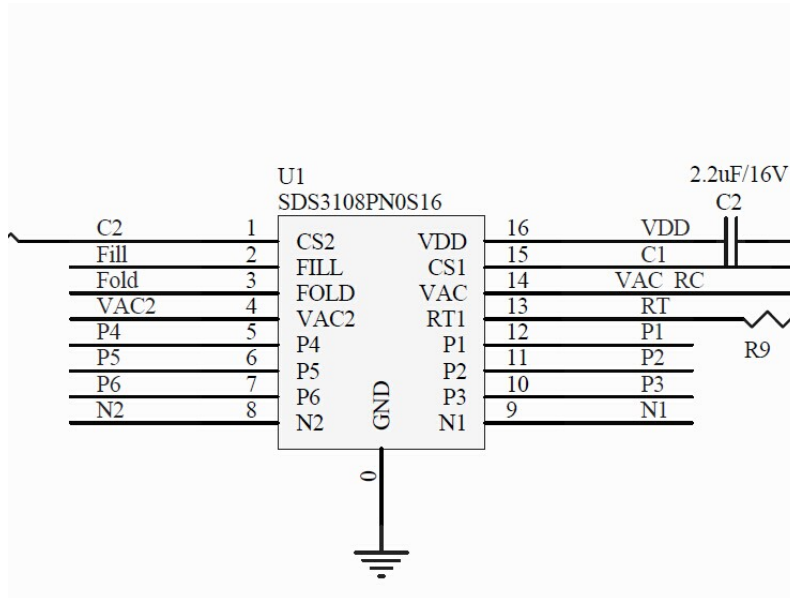 U1
SDS3108PN0S16
2.2uF/16V
C2
C2 1 CS2 VDD 16 VDD
Fill 2 FILL CS1 15 C1
Fold 3 FOLD VAC 14 VAC RC
VAC2 4 VAC2 RT1 13 RT
P4 5 P4 P1 12 P1
R9
P5 6 P5 P2 11 P2
P6 7 P6 P3 10 P3
N2 8 N2 N1 9 N1
GND
0